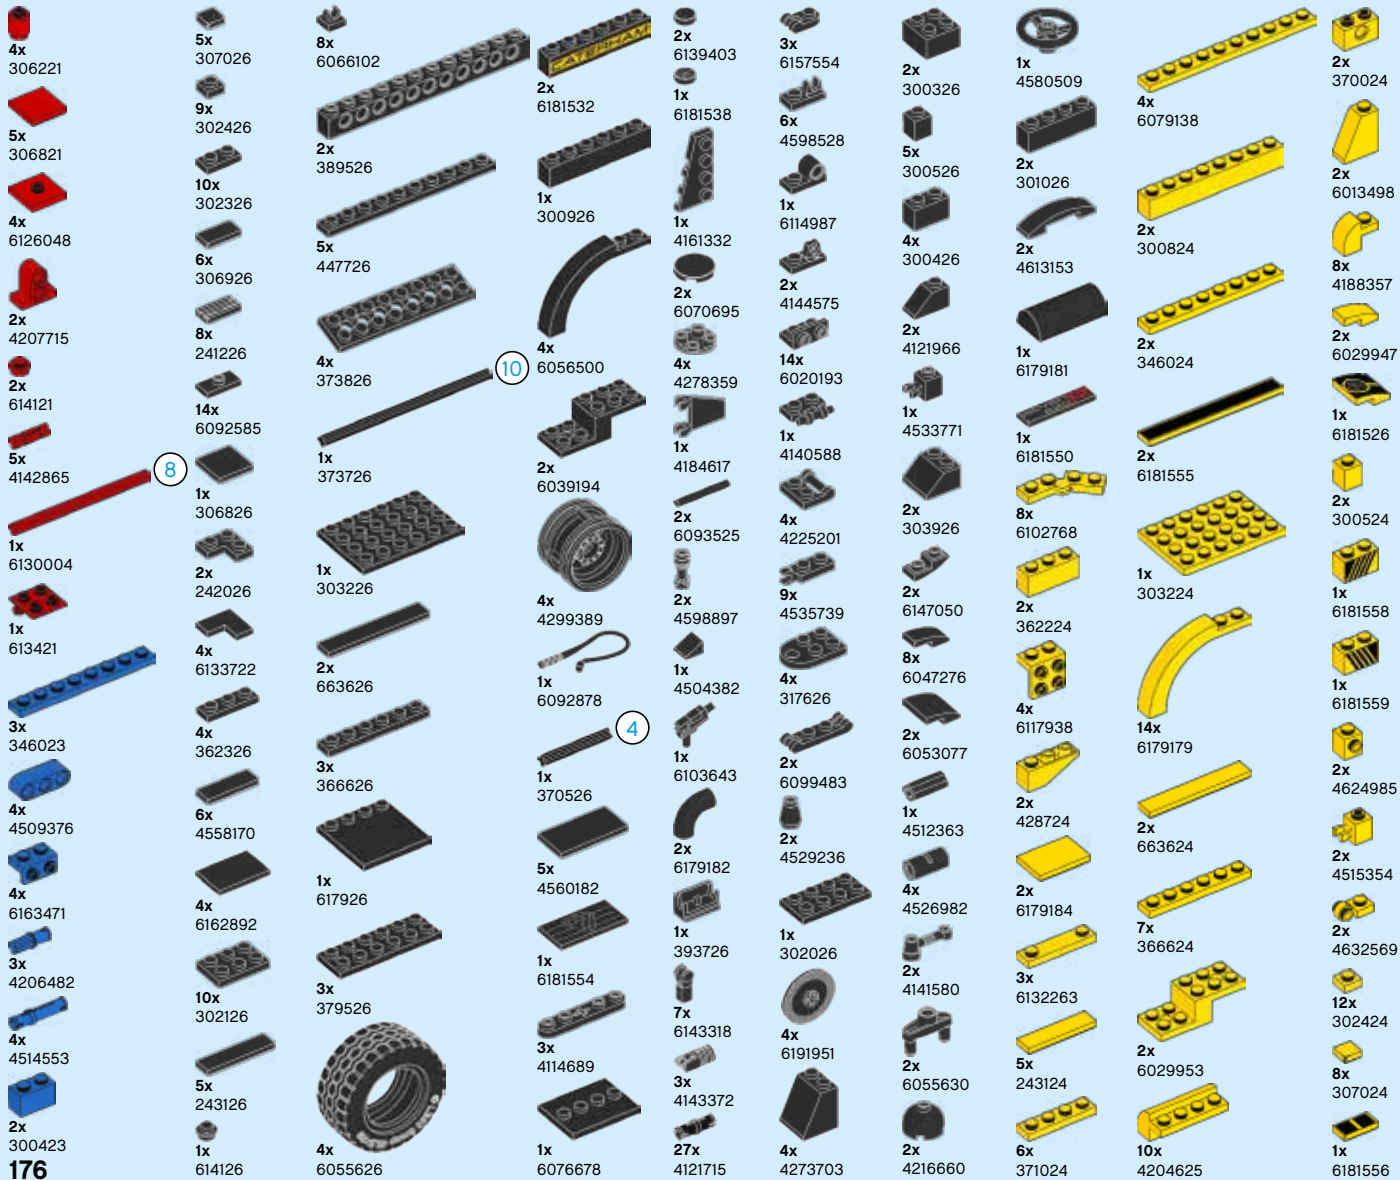 4x
306221
5x
306821
4x
6126048
2x
4207715
2x
614121
5x
4142865
8
1x
6130004
1x
613421
3x
346023
4x
4509376
4x
6163471
3x
4206482
4x
4514553
2x
300423
176
5x
307026
9x
302426
10x
302326
6x
306926
8x
241226
14x
6092585
1x
306826
2x
242026
4x
6133722
4x
362326
6x
4558170
4x
6162892
10x
302126
5x
243126
1x
614126
8x
6066102
2x
389526
5x
447726
4x
373826
10
1x
373726
1x
303226
2x
663626
3x
366626
1x
617926
3x
379526
4x
6055626
CATERHAM
2x
6181532
1x
300926
4x
6056500
2x
6039194
4x
4299389
1x
6092878
4
1x
370526
5x
4560182
1x
6181554
3x
4114689
1x
6076678
2x
6139403
1x
6181538
1x
4161332
2x
6070695
4x
4278359
1x
4184617
2x
6093525
2x
4598897
1x
4504382
1x
6103643
2x
6179182
1x
393726
7x
6143318
3x
4143372
27x
4121715
3x
6157554
6x
4598528
1x
6114987
2x
4144575
14x
6020193
1x
4140588
4x
4225201
9x
4535739
4x
317626
2x
6099483
2x
4529236
1x
302026
4x
6191951
4x
4273703
2x
300326
5x
300526
4x
300426
2x
4121966
1x
4533771
2x
303926
2x
6147050
8x
6047276
2x
6053077
1x
4512363
4x
4526982
2x
4141580
2x
6055630
2x
4216660
1x
4580509
2x
301026
2x
4613153
1x
6179181
1x
6181550
8x
6102768
2x
362224
4x
6117938
2x
428724
2x
6179184
3x
6132263
5x
243124
6x
371024
4x
6079138
2x
300824
2x
346024
2x
6181555
1x
303224
14x
6179179
2x
663624
7x
366624
2x
6029953
10x
4204625
2x
370024
2x
6013498
8x
4188357
2x
6029947
1x
6181526
2x
300524
1x
6181558
1x
6181559
2x
4624985
2x
4515354
2x
4632569
12x
302424
8x
307024
1x
6181556